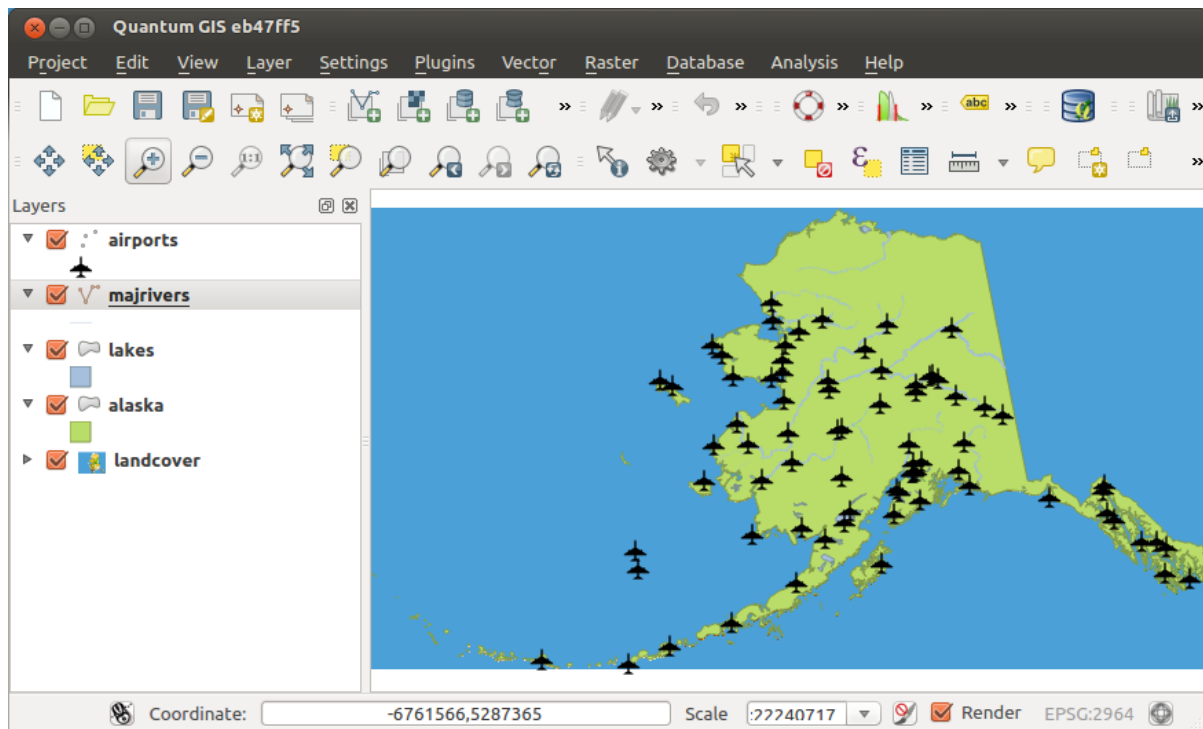 Quantum GIS eb47ff5
Project Edit View Layer Settings Plugins Vector Raster Database Analysis Help
abc
1:1
Layers
airports
majrivers
lakes
alaska
landcover
Coordinate: -6761566,5287365 Scale :22240717 Render EPSG:2964